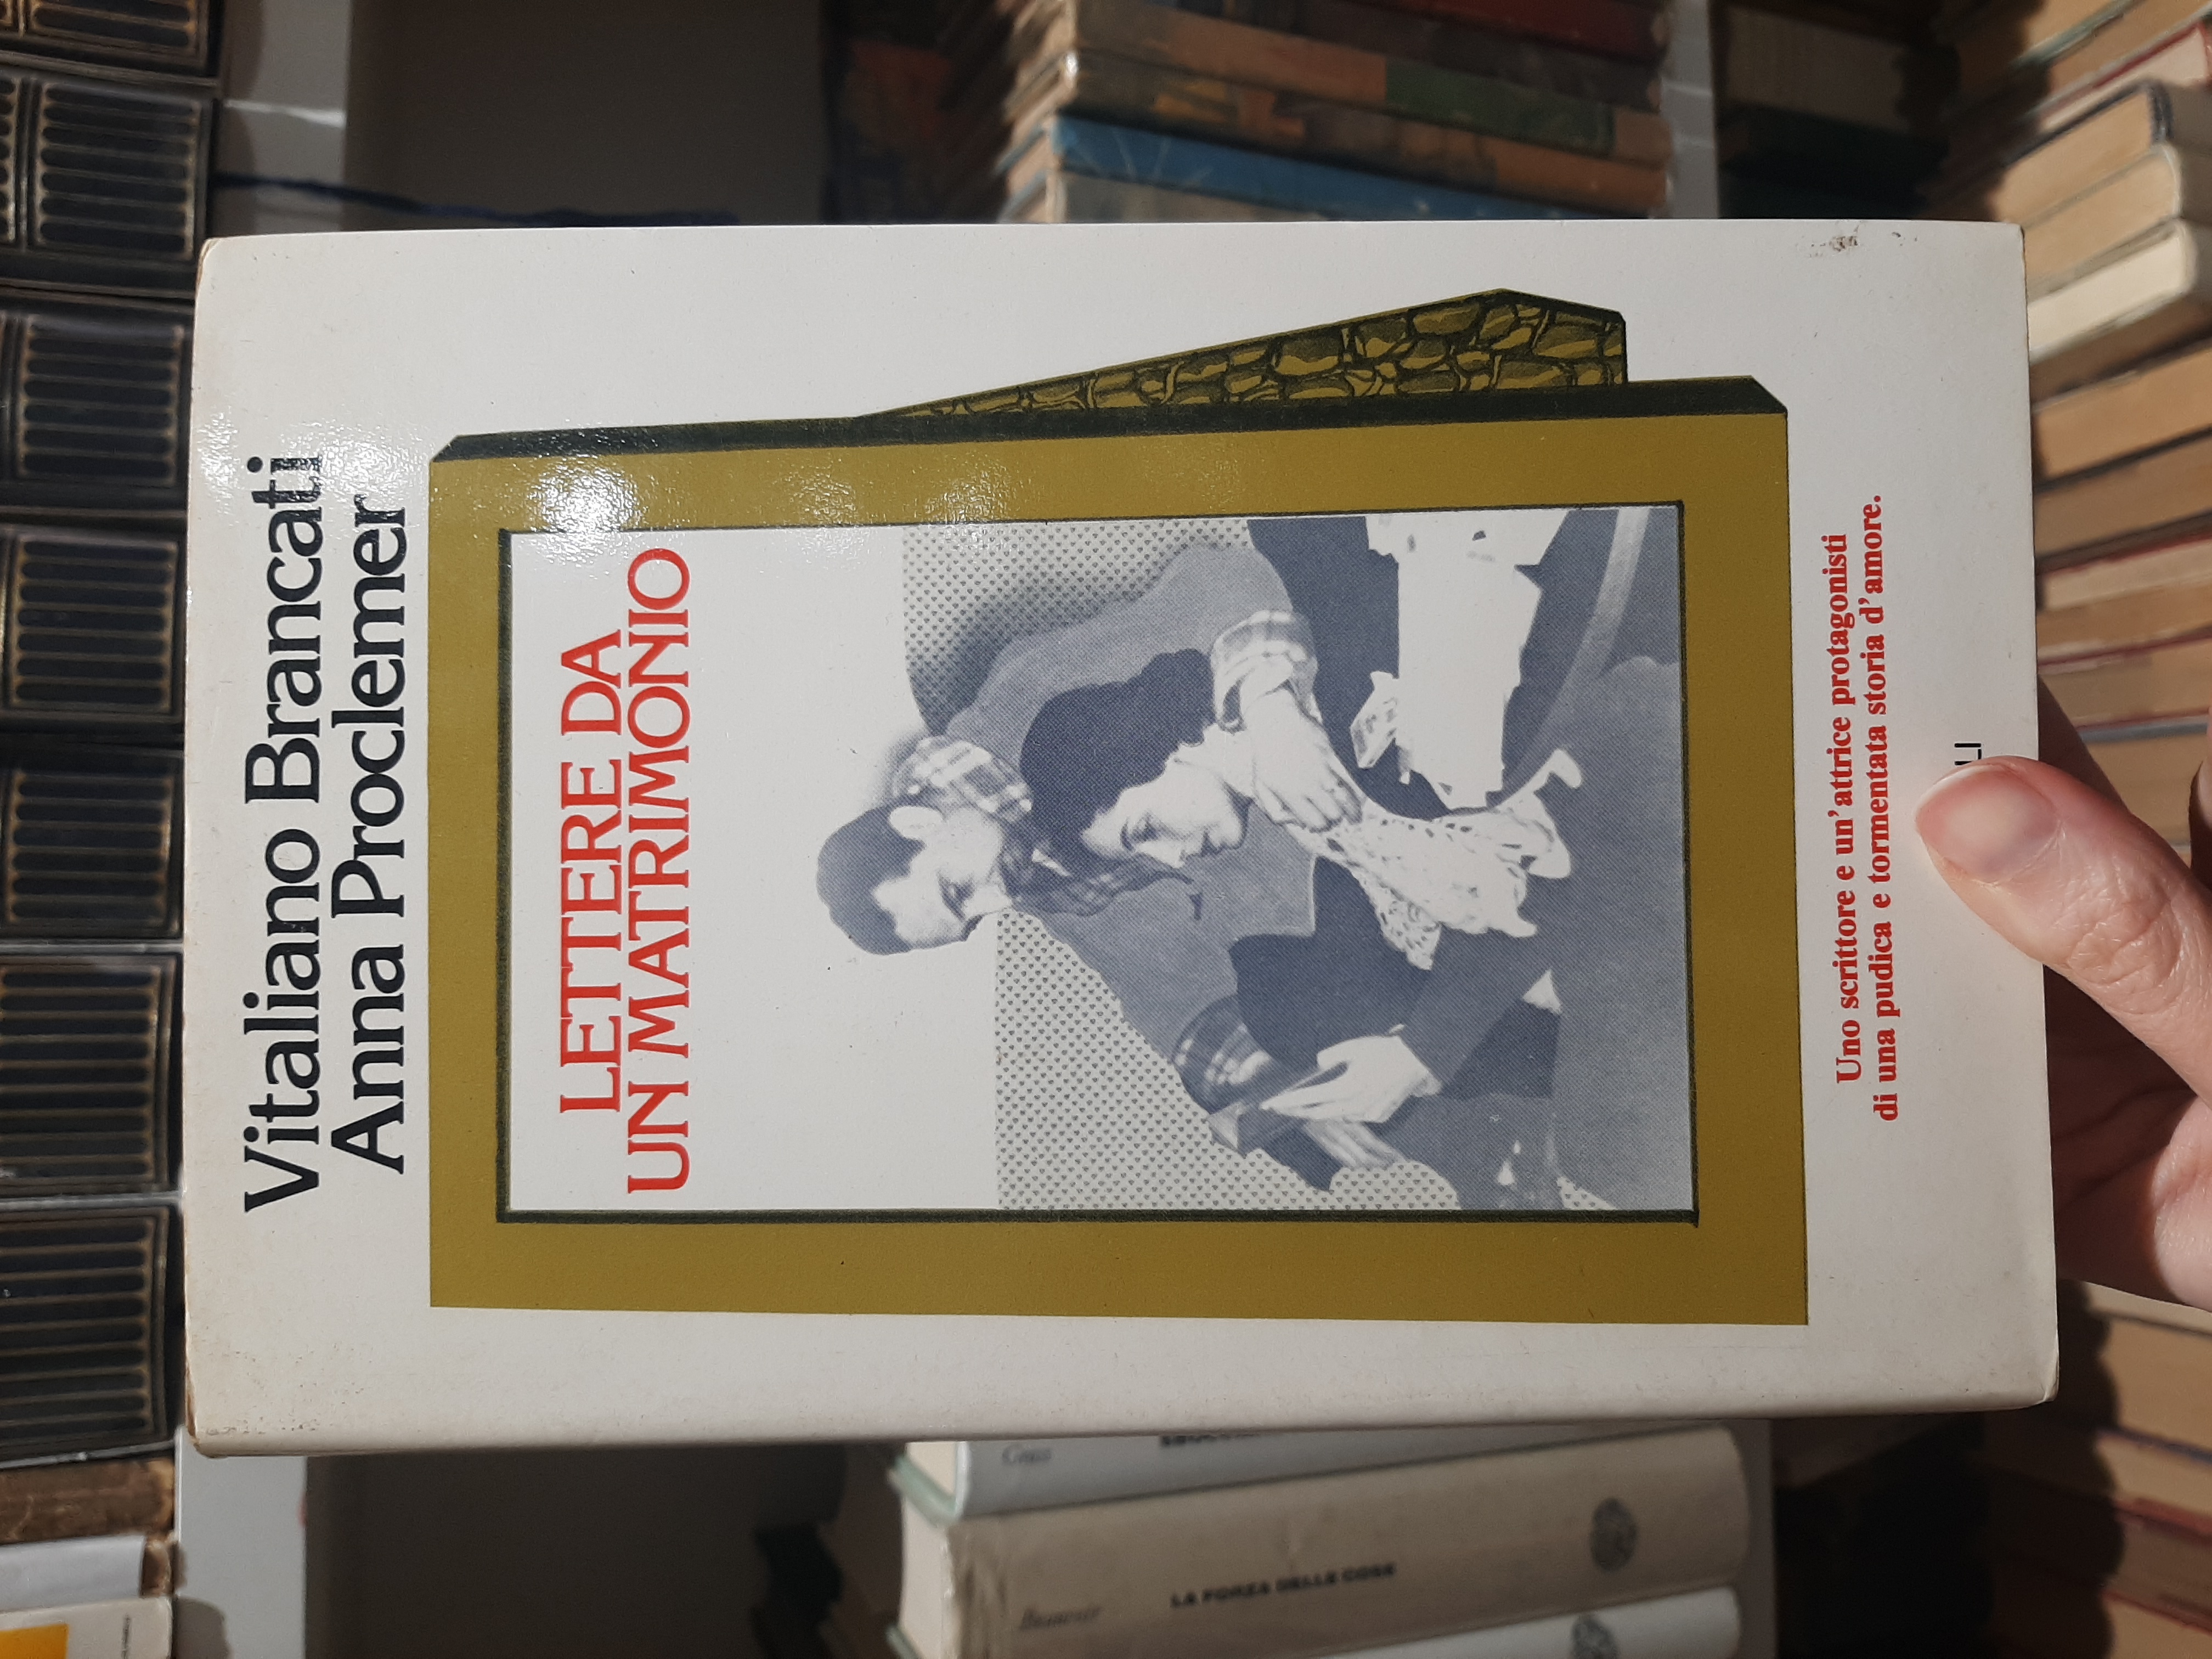 Vitaliano Brancati
Anna Proclemer
LETTERE DA
UN MATRIMONIO
Uno scrittore e un'attrice protagonisti
di una pudica e tormentata storia d'amore.
Beauvoir
LA FORZA DELLE COSE